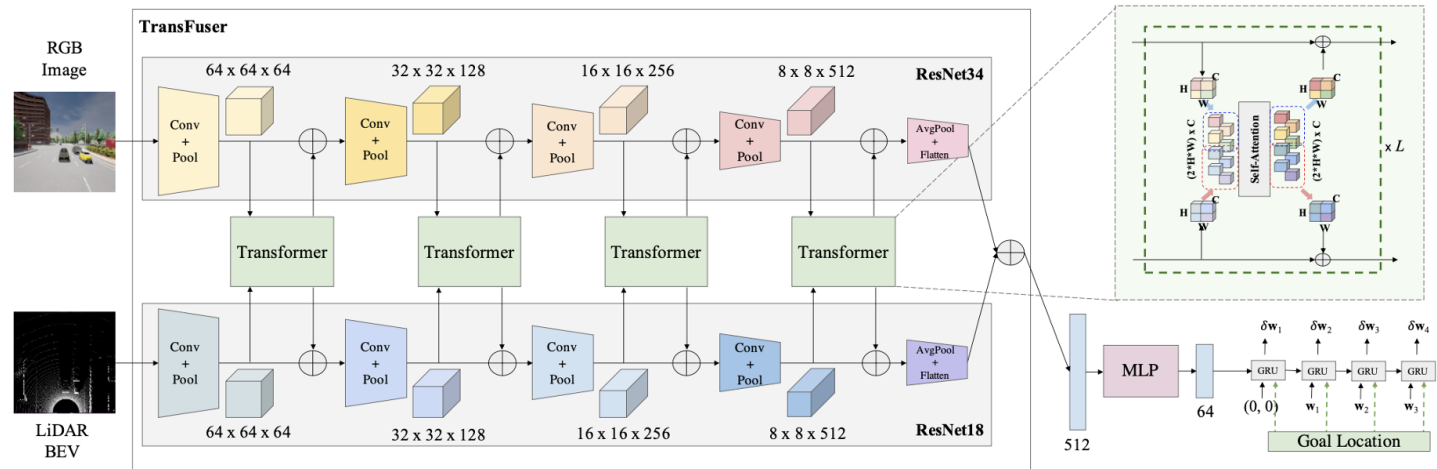 TransFuser
RGB
Image
64 x 64 x 64
32 x 32 x 128
16 x 16 x 256
8 x 8 x 512
ResNet34
Conv
+
Pool
Conv
+
Pool
Conv
+
Pool
Conv
+
Pool
AvgPool
+
Flatten
Transformer
Transformer
Transformer
Transformer
Conv
+
Pool
Conv
+
Pool
Conv
+
Pool
Conv
+
Pool
AvgPool
+
Flatten
LiDAR
BEV
64 x 64 x 64
32 x 32 x 128
16 x 16 x 256
8 x 8 x 512
ResNet18
C
H
W
C
H
W
(2*H*W) x C
Self-Attention
(2*H*W) x C
x L
H
C
W
H
C
W
512
MLP
64
δw₁
δw₂
δw₃
δw₄
GRU
GRU
GRU
GRU
(0, 0)
w₁
w₂
w₃
Goal Location